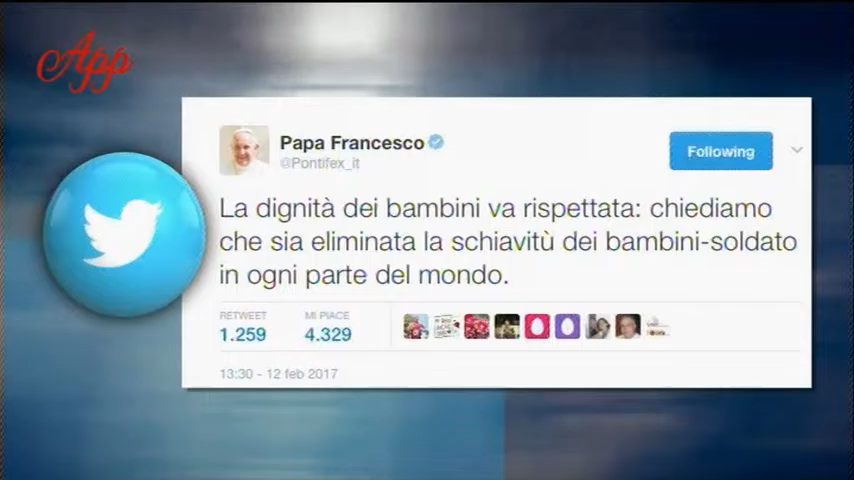 App
Papa Francesco
@Pontifex_it
Following
La dignità dei bambini va rispettata: chiediamo
che sia eliminata la schiavitù dei bambini-soldato
in ogni parte del mondo.
RETWEET MI PIACE
1.259 4.329
13:30 - 12 feb 2017